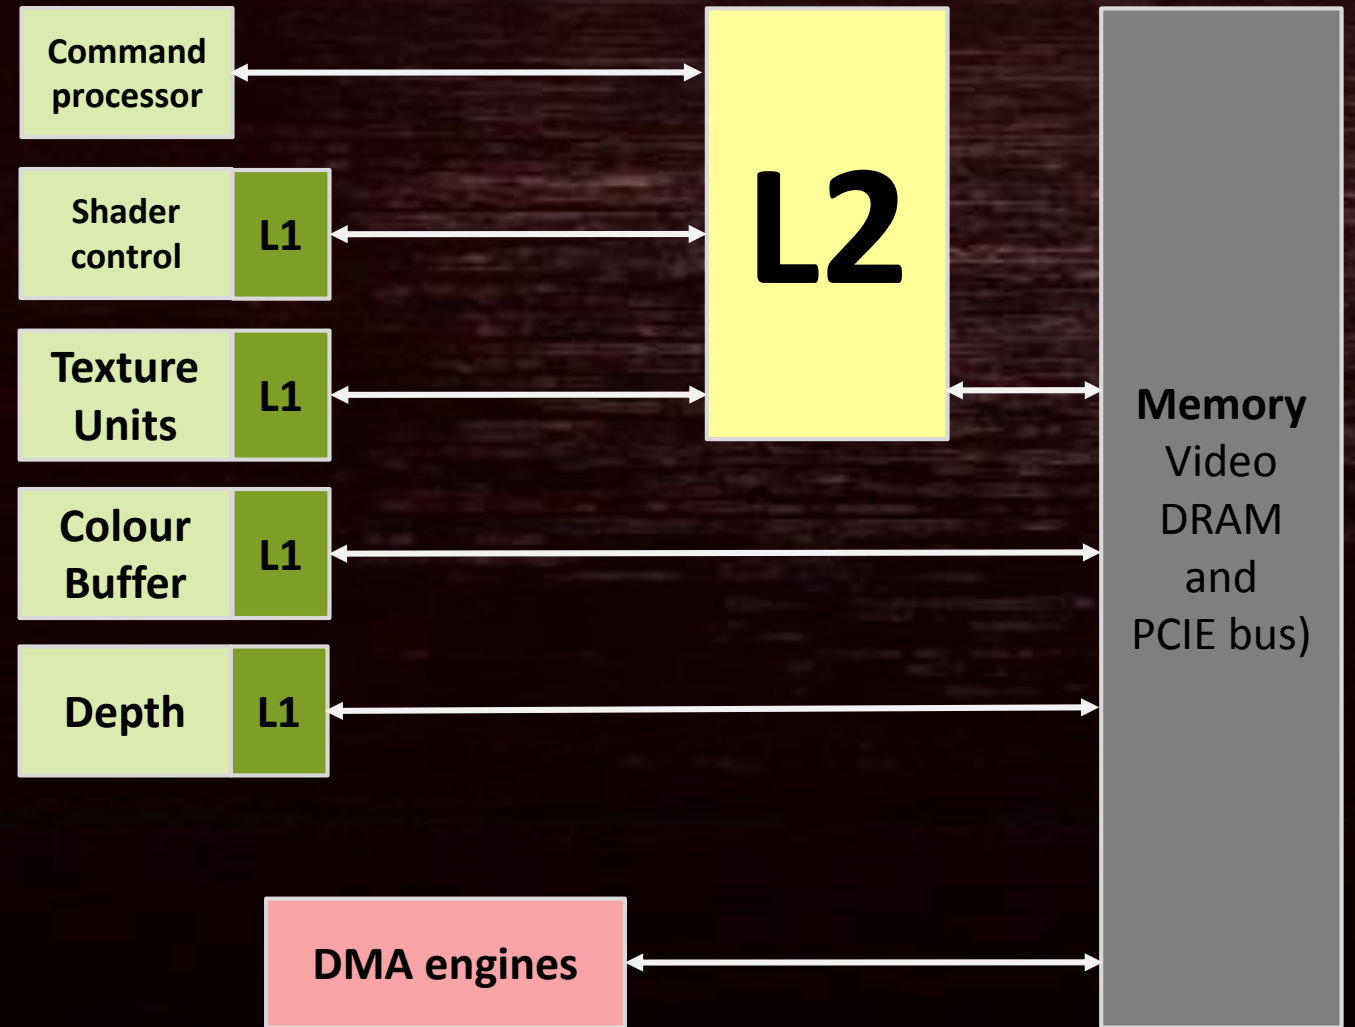 Command
processor
L2
Shader
control
L1
Texture
Units
L1
Memory
Video
DRAM
and
PCIE bus)
Colour
Buffer
L1
Depth
L1
DMA engines